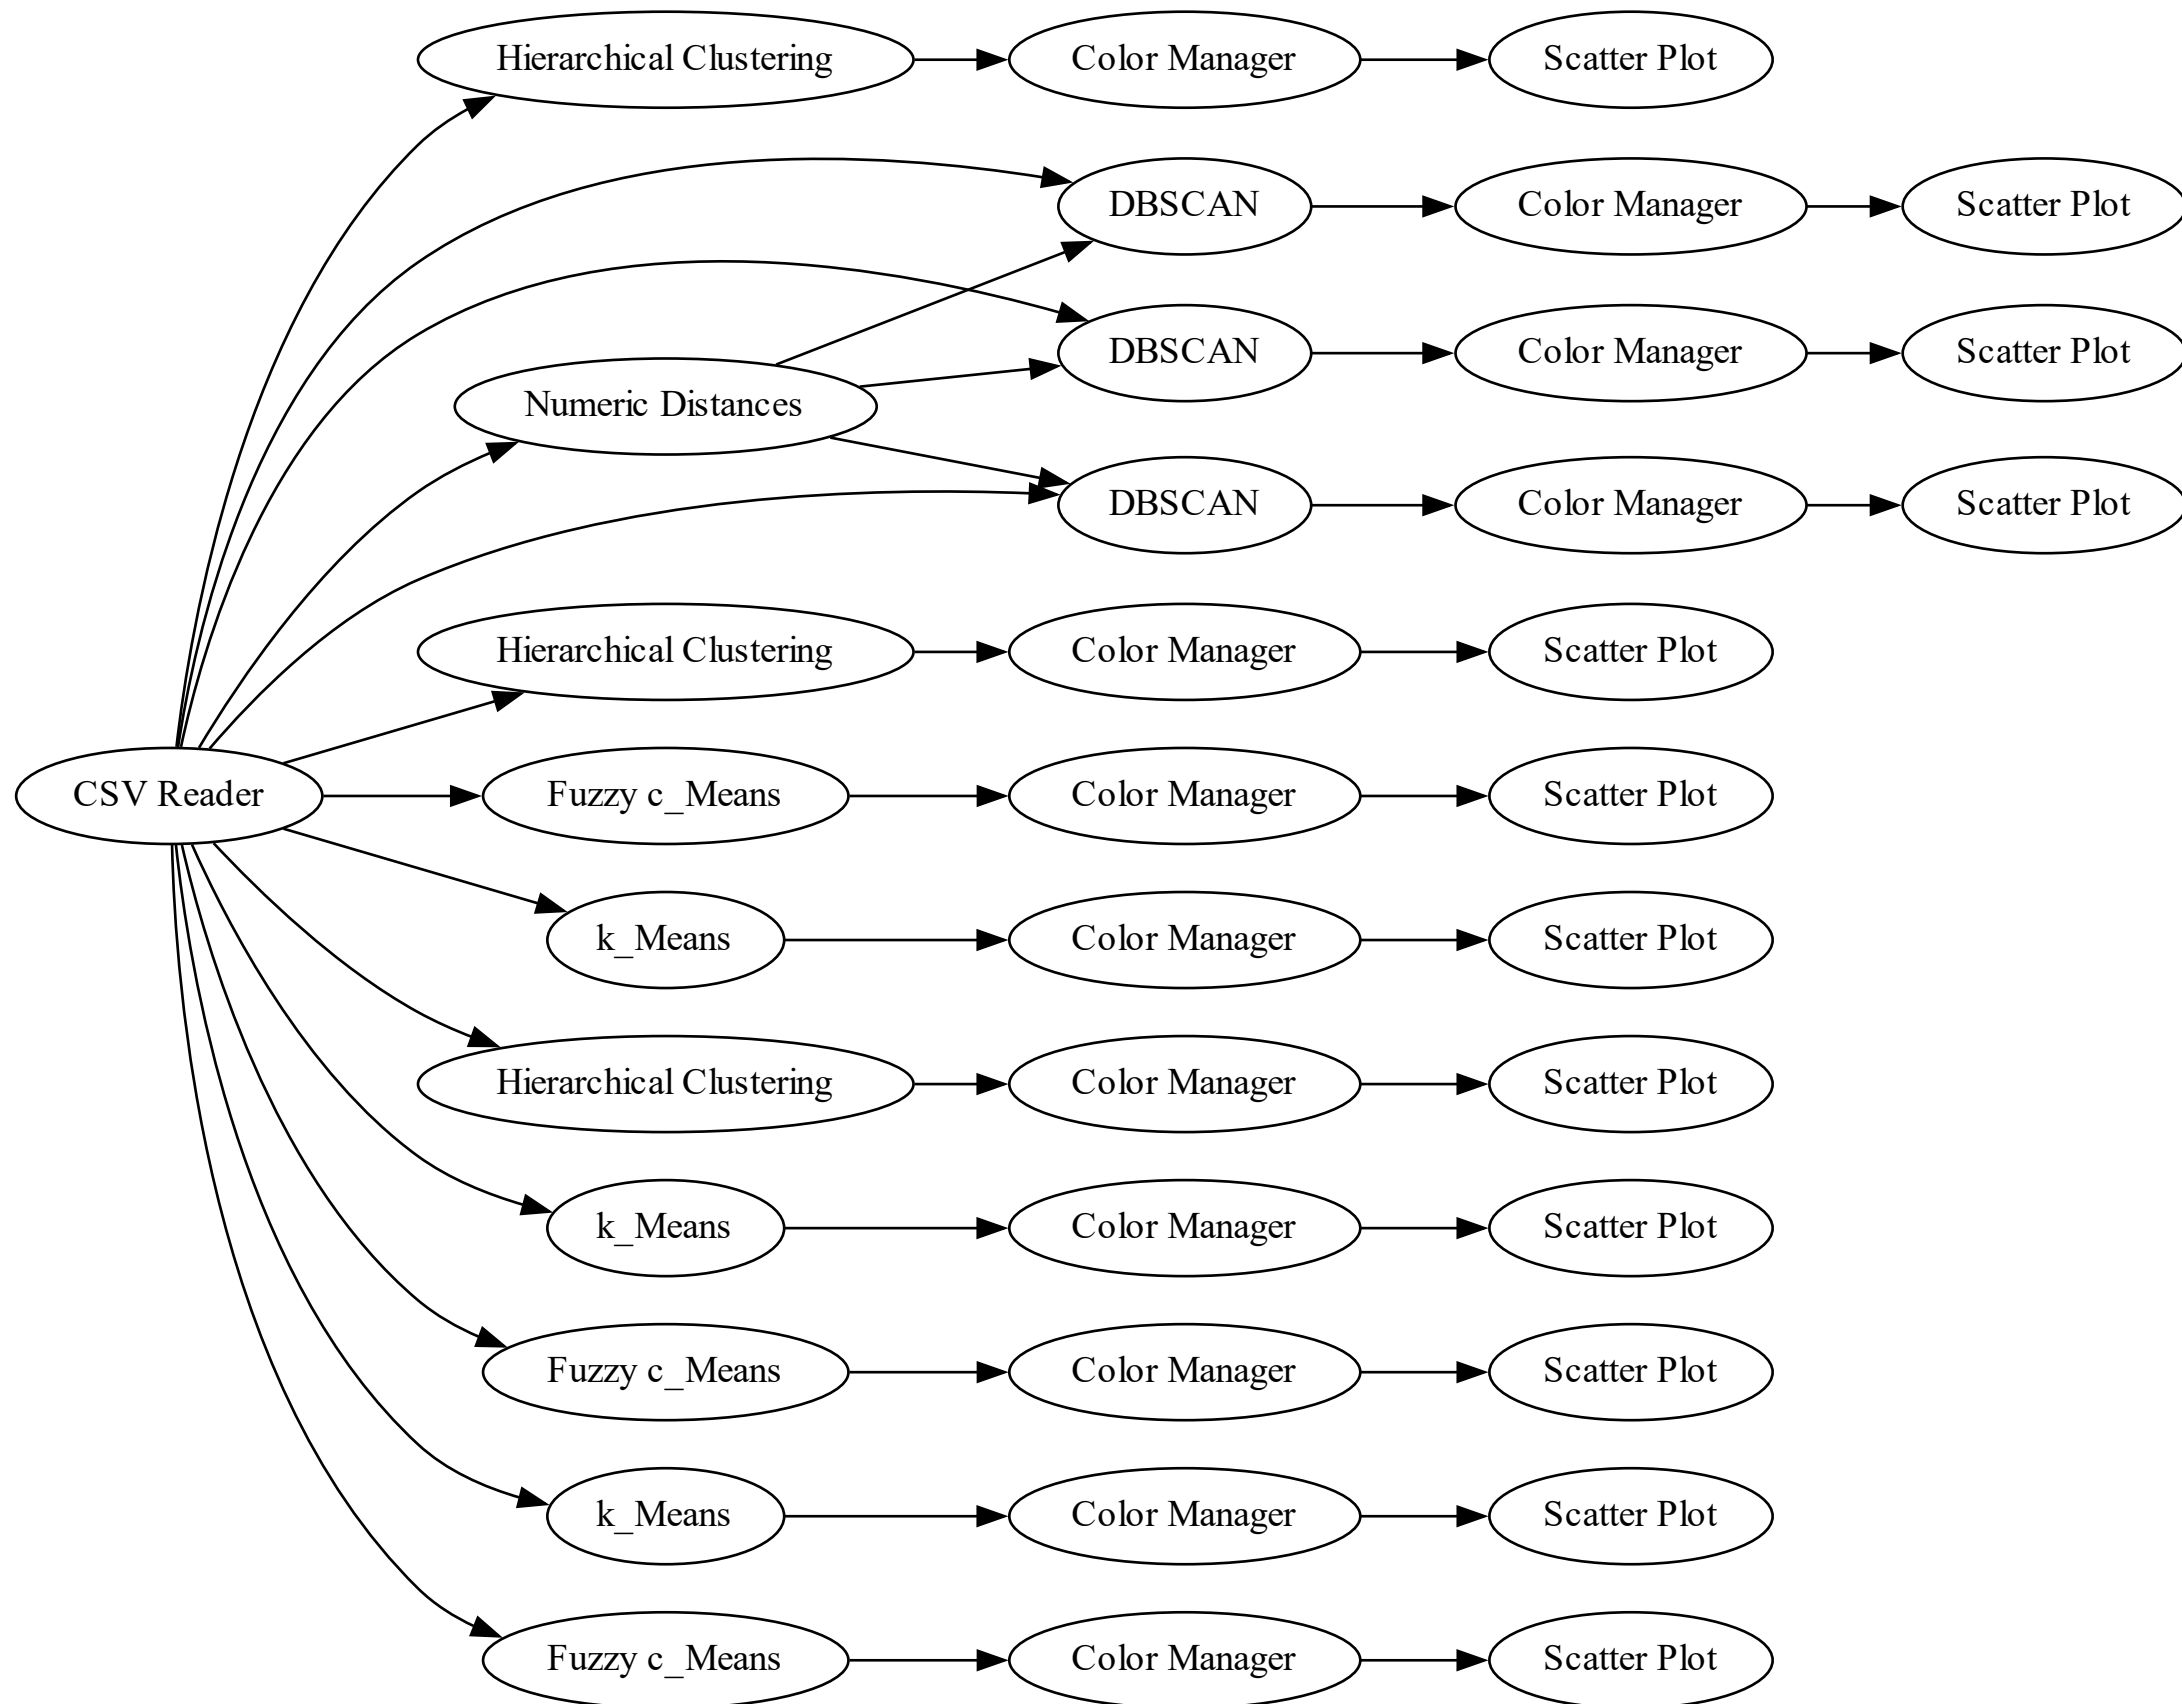 Hierarchical Clustering Color Manager Scatter Plot
DBSCAN Color Manager Scatter Plot
DBSCAN Color Manager Scatter Plot
Numeric Distances
DBSCAN Color Manager Scatter Plot
Hierarchical Clustering Color Manager Scatter Plot
CSV Reader Fuzzy c_Means Color Manager Scatter Plot
k_Means Color Manager Scatter Plot
Hierarchical Clustering Color Manager Scatter Plot
k_Means Color Manager Scatter Plot
Fuzzy c_Means Color Manager Scatter Plot
k_Means Color Manager Scatter Plot
Fuzzy c_Means Color Manager Scatter Plot